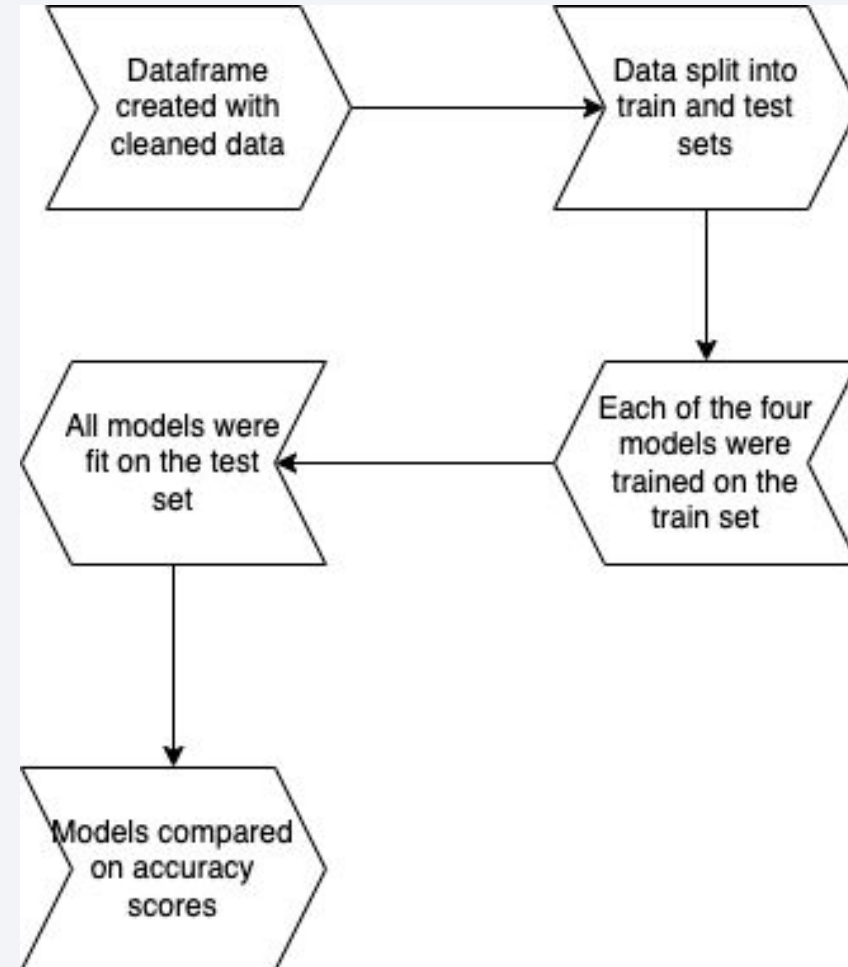 Dataframe
created with
cleaned data
Data split into
train and test
sets
Each of the four
models were
trained on the
train set
All models were
fit on the test
set
Models compared
on accuracy
scores